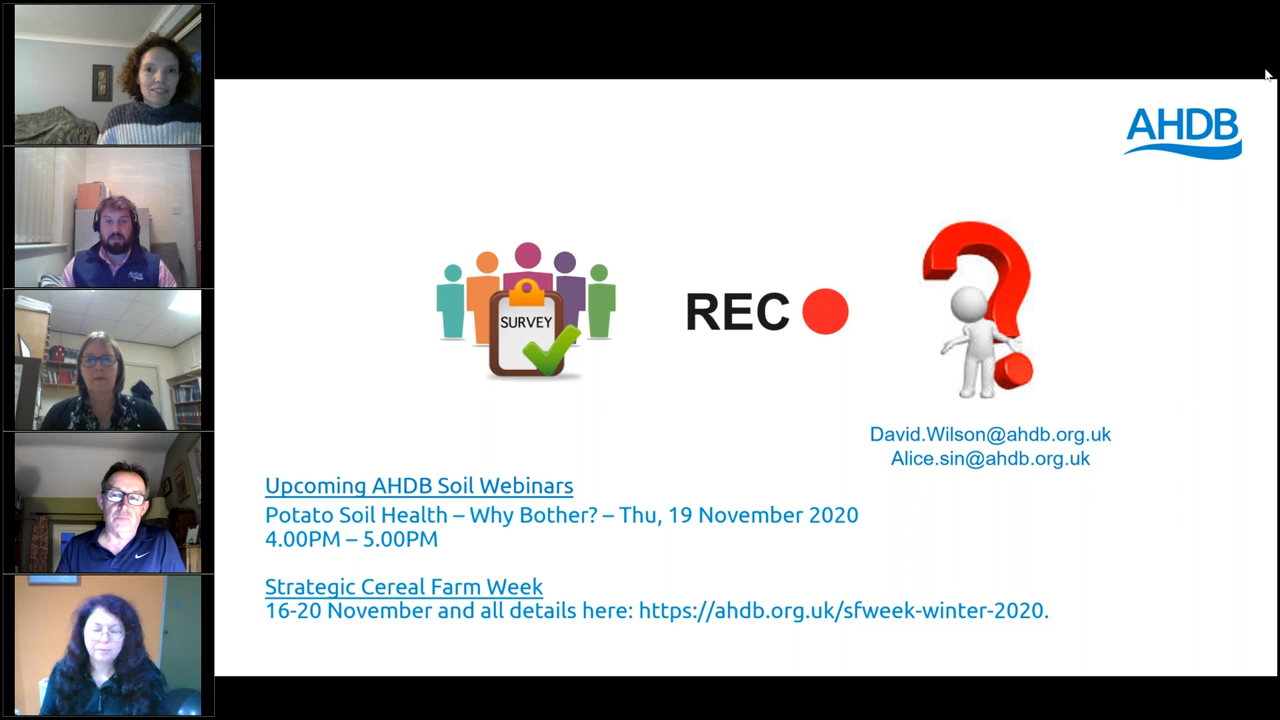 AHDB
SURVEY
REC
David.Wilson@ahdb.org.uk
Alice.sin@ahdb.org.uk
Upcoming AHDB Soil Webinars
Potato Soil Health – Why Bother? – Thu, 19 November 2020
4.00PM – 5.00PM
Strategic Cereal Farm Week
16-20 November and all details here: https://ahdb.org.uk/sfweek-winter-2020.
AHDB